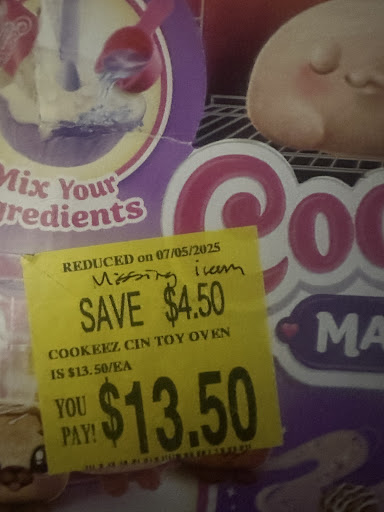 Mix Your
gredients
Coo
MA
REDUCED on 07/05/2025
Missing item
SAVE $4.50
COOKEEZ CIN TOY OVEN
IS $13.50/EA
YOU PAY! $13.50